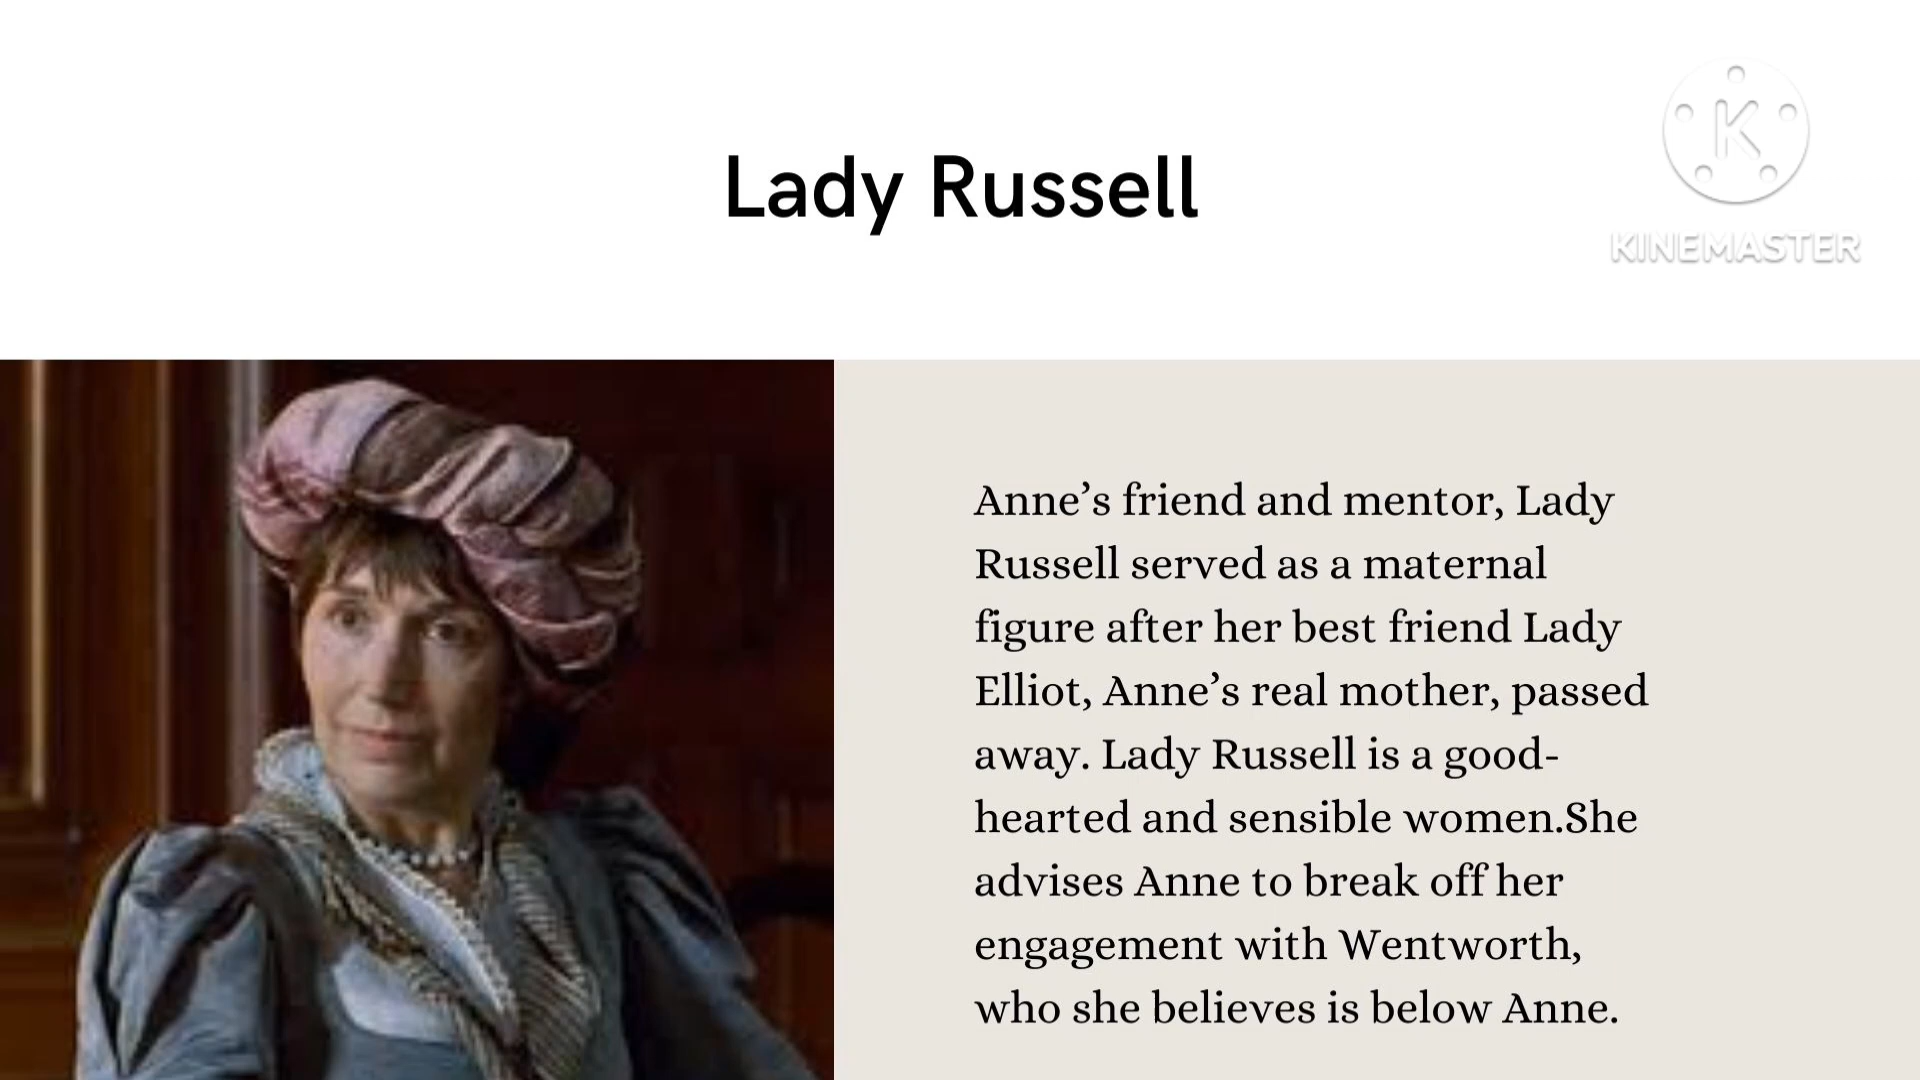 Lady Russell
K
KINEMASTER
Anne’s friend and mentor, Lady
Russell served as a maternal
figure after her best friend Lady
Elliot, Anne’s real mother, passed
away. Lady Russell is a good-
hearted and sensible women.She
advises Anne to break off her
engagement with Wentworth,
who she believes is below Anne.